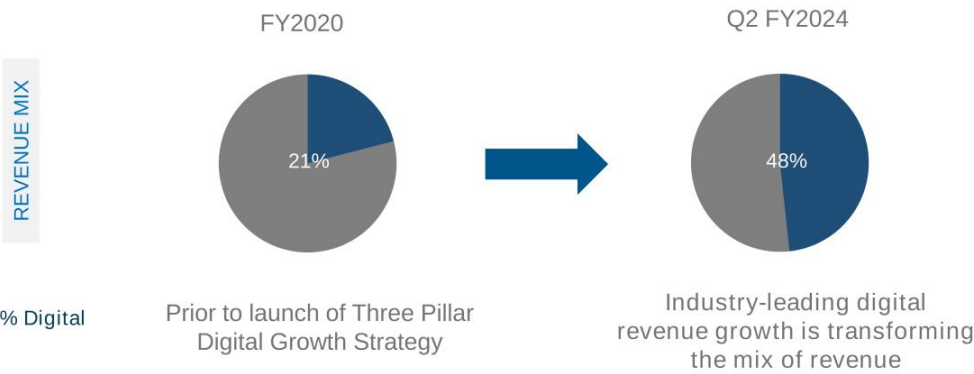 FY2020
Q2 FY2024
REVENUE MIX
21%
48%
% Digital
Prior to launch of Three Pillar
Digital Growth Strategy
Industry-leading digital
revenue growth is transforming
the mix of revenue